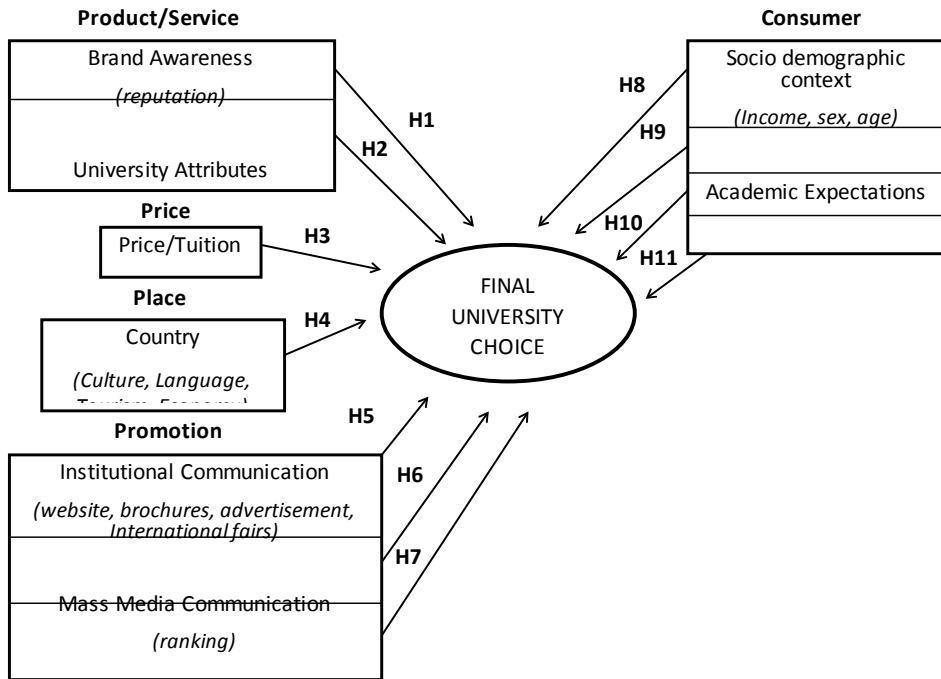 Product/Service
Brand Awareness
(reputation)
University Attributes
Price
Price/Tuition
Place
Country
(Culture, Language,
Tourism, Economy)
Promotion
Institutional Communication
(website, brochures, advertisement,
International fairs)
Mass Media Communication
(ranking)
H1
H2
H3
H4
H5
H6
H7
FINAL
UNIVERSITY
CHOICE
Consumer
Socio demographic
context
(Income, sex, age)
Academic Expectations
H8
H9
H10
H11